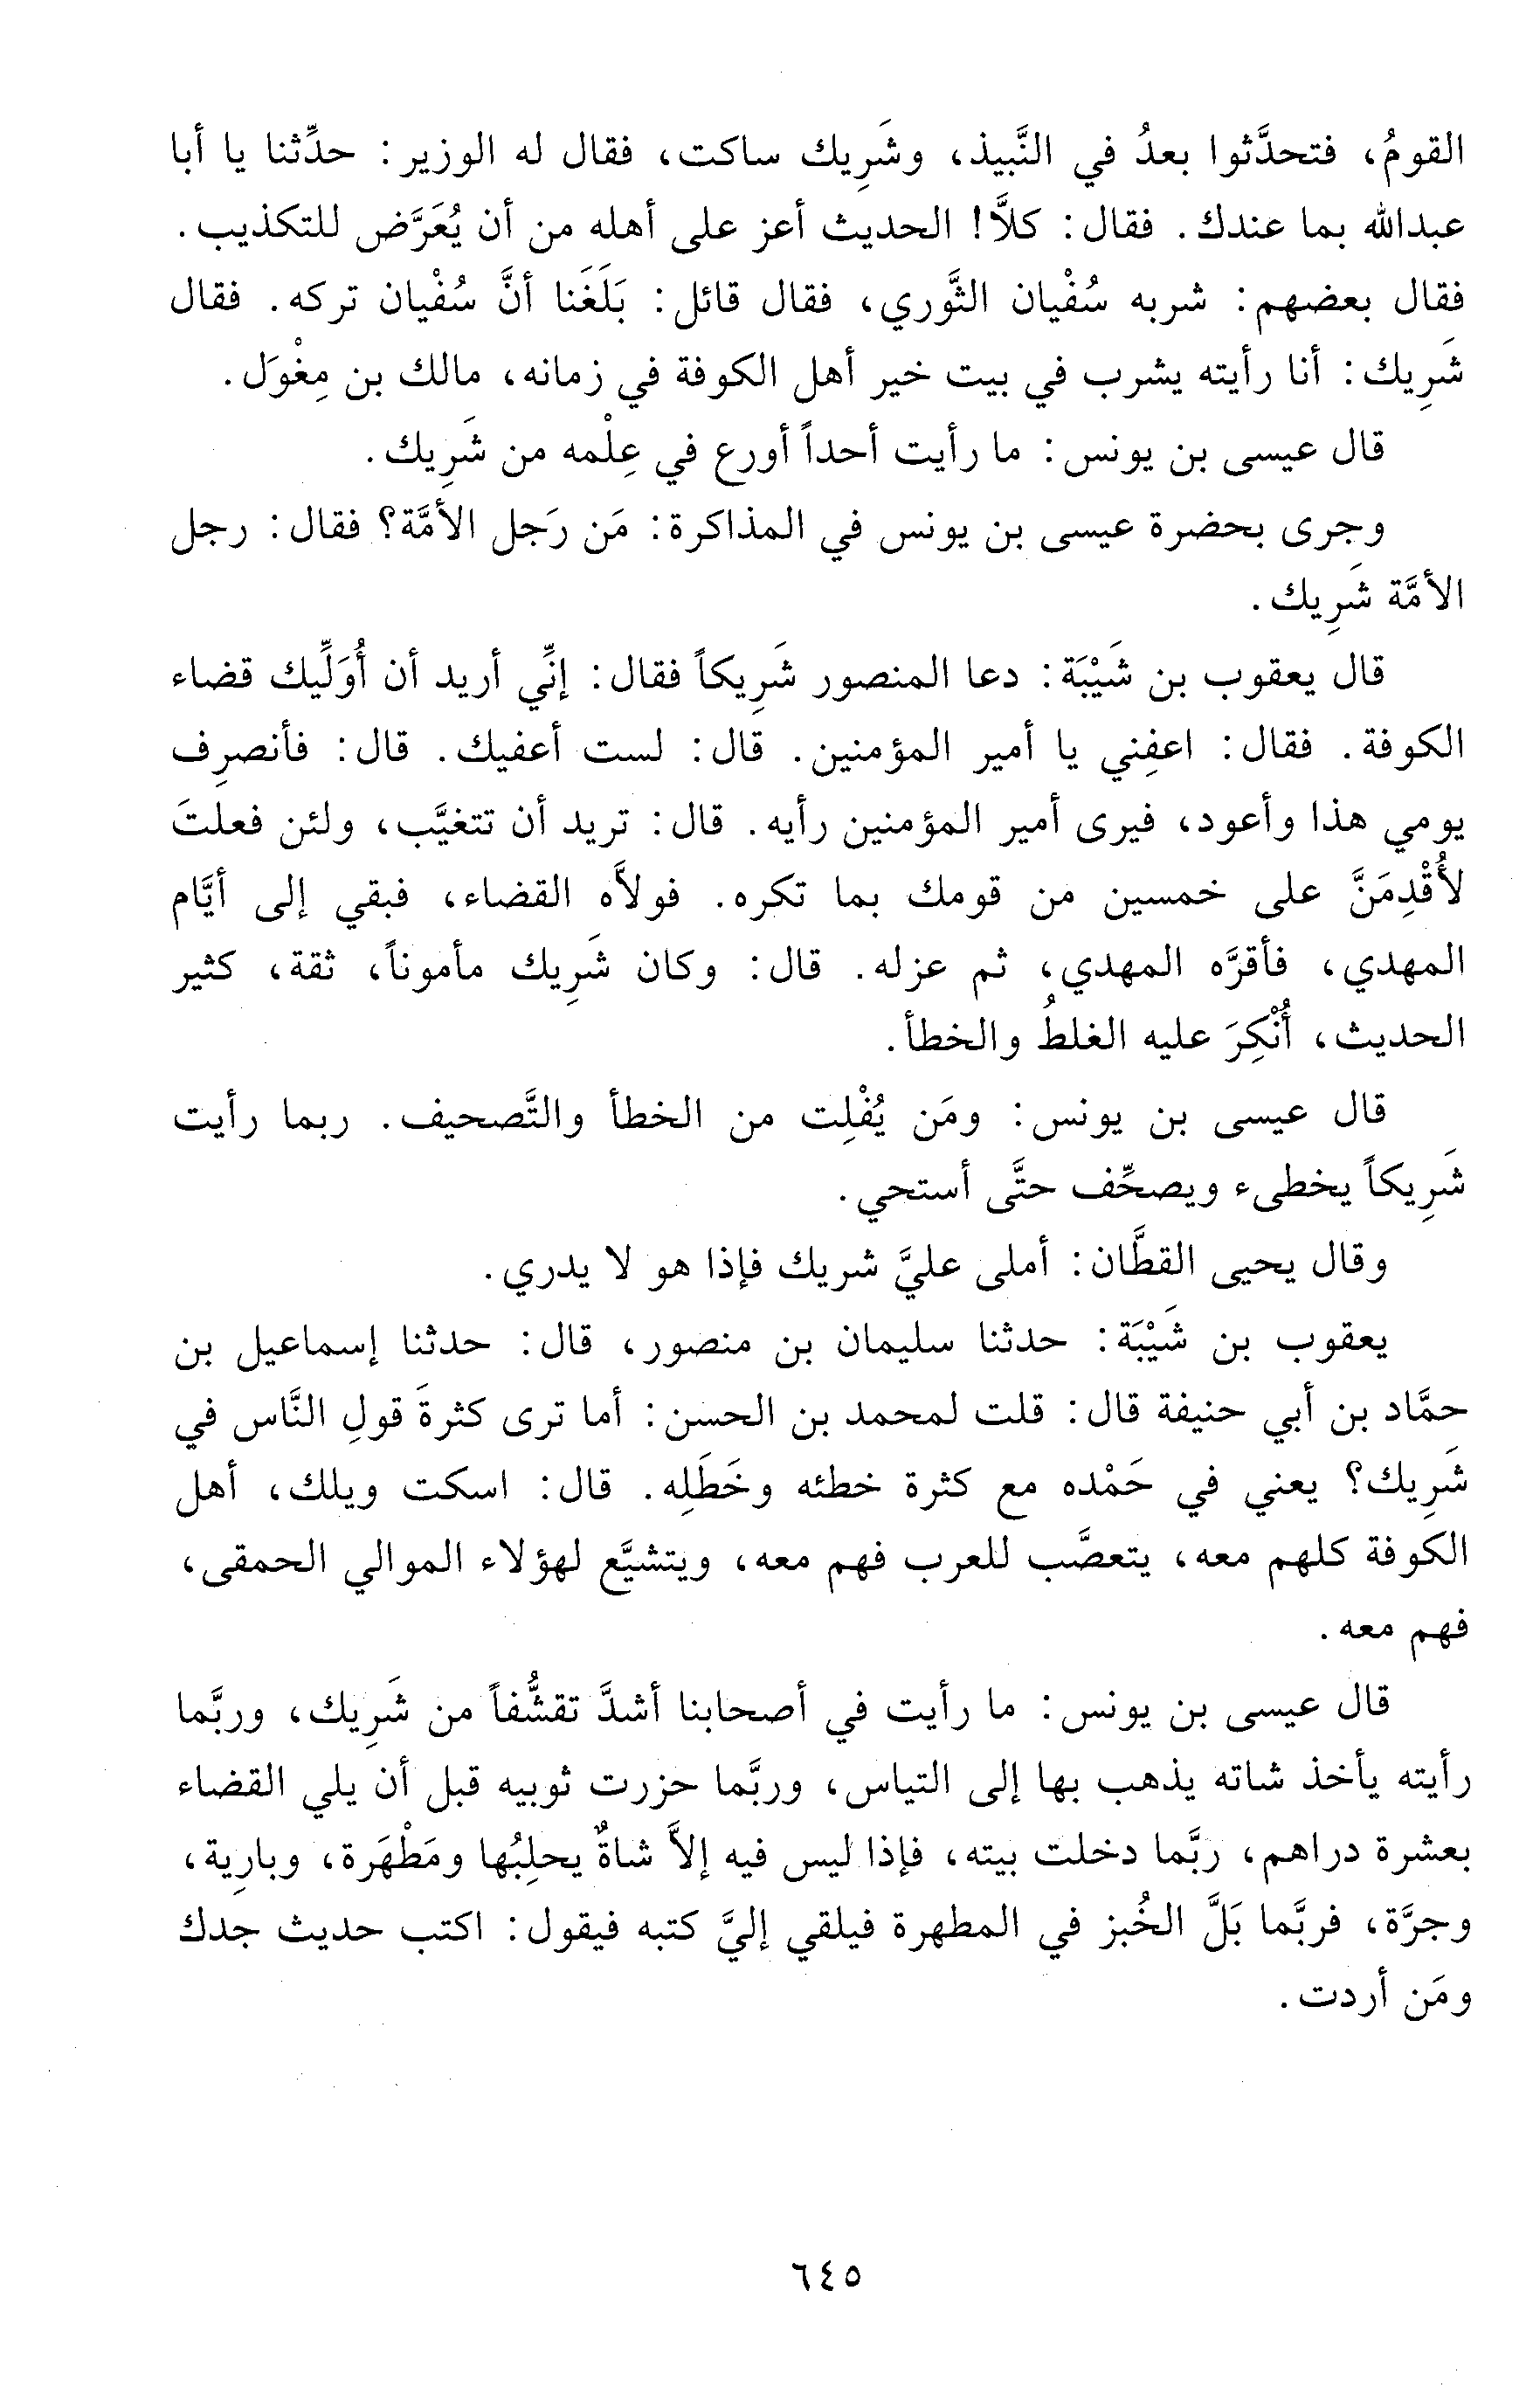 القومُ، فتحدَّثوا بعدُ في النَّبيذ، وشَرِيك ساكت، فقال له الوزير: حدِّثنا يا أبا
عبدالله بما عندك. فقال: كلاَّ! الحديث أعز على أهله من أن يُعَرَّض للتكذيب.
فقال بعضهم: شربه سُفْيان الثَّوري، فقال قائل: بَلَغَنا أنَّ سُفْيان تركه. فقال
شَرِيك: أنا رأيته يشرب في بيت خير أهل الكوفة في زمانه، مالك بن مِغْوَل.
قال عيسى بن يونس: ما رأيت أحداً أورع في عِلْمه من شَرِيك.
وجرى بحضرة عيسى بن يونس في المذاكرة: مَن رَجل الأمَّة؟ فقال: رجل
الأمَّة شَرِيك.
قال يعقوب بن شَيْبَة: دعا المنصور شَرِيكاً فقال: إنِّي أريد أن أُوَلِّيك قضاء
الكوفة. فقال: اعفِني يا أمير المؤمنين. قال: لست أعفيك. قال: فأنصرِف
يومي هذا وأعود، فيرى أمير المؤمنين رأيه. قال: تريد أن تتغيَّب، ولئن فعلتَ
لأُقْدِمَنَّ على خمسين من قومك بما تكره. فولاَّه القضاء، فبقي إلى أيَّام
المهدي، فأقرَّه المهدي، ثم عزله. قال: وكان شَرِيك مأموناً، ثقة، كثير
الحديث، أُنْكِرَ عليه الغلطُ والخطأ.
قال عيسى بن يونس: ومَن يُفْلِت من الخطأ والتَّصحيف. ربما رأيت
شَرِيكاً يخطىء ويصحِّف حتَّى أستحي.
وقال يحيى القطَّان: أملى عليَّ شريك فإذا هو لا يدري.
يعقوب بن شَيْبَة: حدثنا سليمان بن منصور، قال: حدثنا إسماعيل بن
حمَّاد بن أبي حنيفة قال: قلت لمحمد بن الحسن: أما ترى كثرةَ قولِ النَّاس في
شَرِيك؟ يعني في حَمْده مع كثرة خطئه وخَطَلِه. قال: اسكت ويلك، أهل
الكوفة كلهم معه، يتعصَّب للعرب فهم معه، ويتشيَّع لهؤلاء الموالي الحمقى،
فهم معه.
قال عيسى بن يونس: ما رأيت في أصحابنا أشدَّ تقشُّفاً من شَرِيك، وربَّما
رأيته يأخذ شاته يذهب بها إلى التياس، وربَّما حزرت ثوبيه قبل أن يلي القضاء
بعشرة دراهم، ربَّما دخلت بيته، فإذا ليس فيه إلاَّ شاةٌ يحلِبُها ومَطْهَرة، وبارِية،
وجرَّة، فربَّما بَلَّ الخُبز في المطهرة فيلقي إليَّ كتبه فيقول: اكتب حديث جدك
ومَن أردت.
٦٤٥